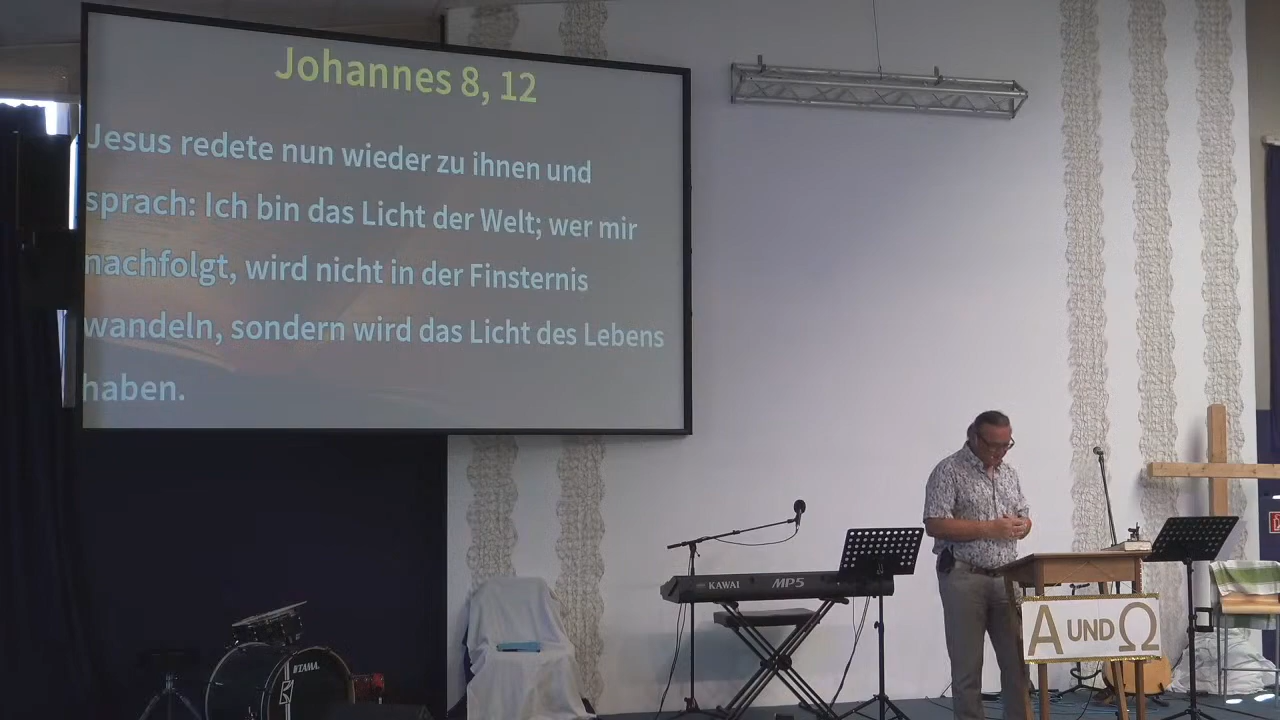 Johannes 8, 12
Jesus redete nun wieder zu ihnen und
sprach: Ich bin das Licht der Welt; wer mir
nachfolgt, wird nicht in der Finsternis
wandeln, sondern wird das Licht des Lebens
haben.
KAWAI MP5
A UND Ω
TAMA